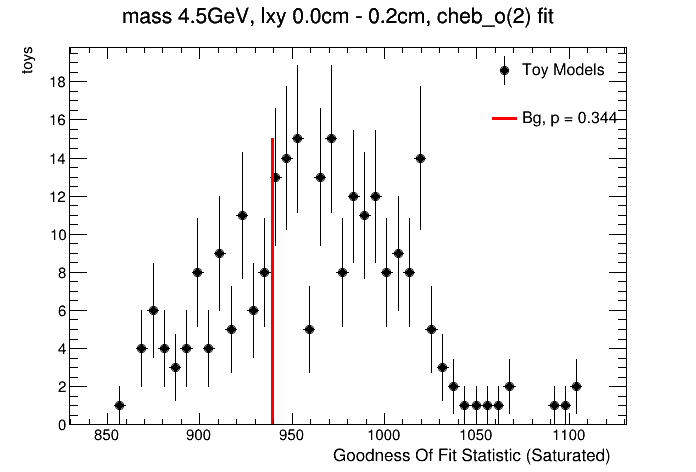 mass 4.5GeV, lxy 0.0cm - 0.2cm, cheb_o(2) fit
toys
Toy Models
Bg, p = 0.344
18
16
14
12
10
8
6
4
2
0
850 900 950 1000 1050 1100
Goodness Of Fit Statistic (Saturated)